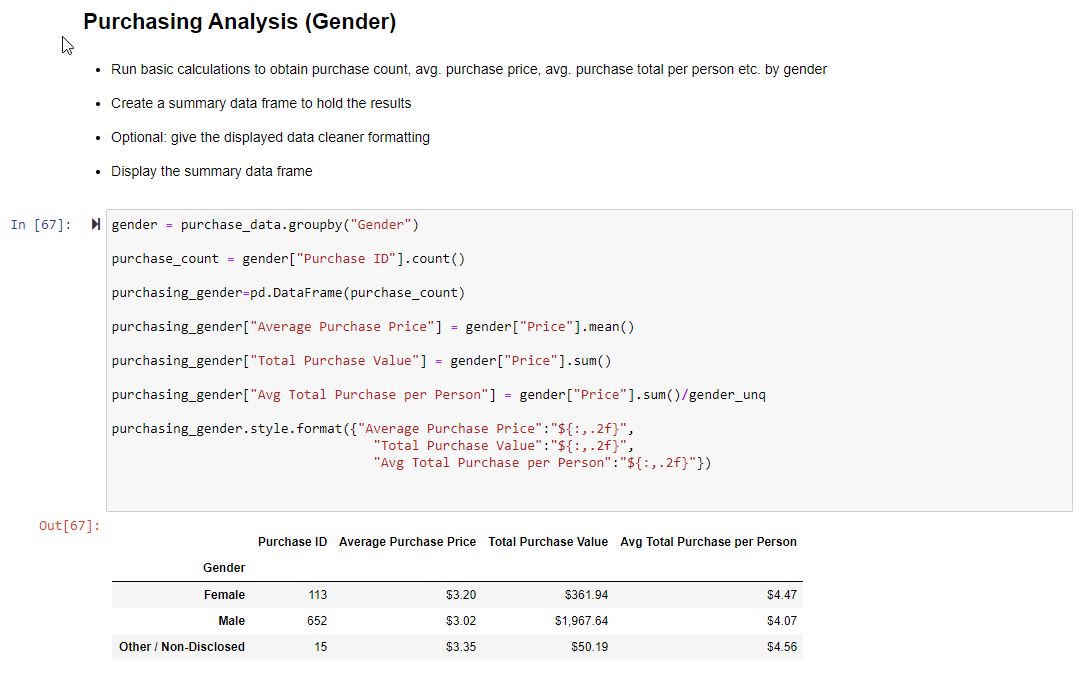 Purchasing Analysis (Gender)
• Run basic calculations to obtain purchase count, avg. purchase price, avg. purchase total per person etc. by gender
• Create a summary data frame to hold the results
• Optional: give the displayed data cleaner formatting
• Display the summary data frame
In [67]: gender = purchase_data.groupby("Gender")
purchase_count = gender["Purchase ID"].count()
purchasing_gender=pd.DataFrame(purchase_count)
purchasing_gender["Average Purchase Price"] = gender["Price"].mean()
purchasing_gender["Total Purchase Value"] = gender["Price"].sum()
purchasing_gender["Avg Total Purchase per Person"] = gender["Price"].sum()/gender_unq
purchasing_gender.style.format({"Average Purchase Price":"${:,.2f}",
"Total Purchase Value":"${:,.2f}",
"Avg Total Purchase per Person":"${:,.2f}"})
Out[67]:
Purchase ID Average Purchase Price Total Purchase Value Avg Total Purchase per Person
Gender
Female 113 $3.20 $361.94 $4.47
Male 652 $3.02 $1,967.64 $4.07
Other / Non-Disclosed 15 $3.35 $50.19 $4.56